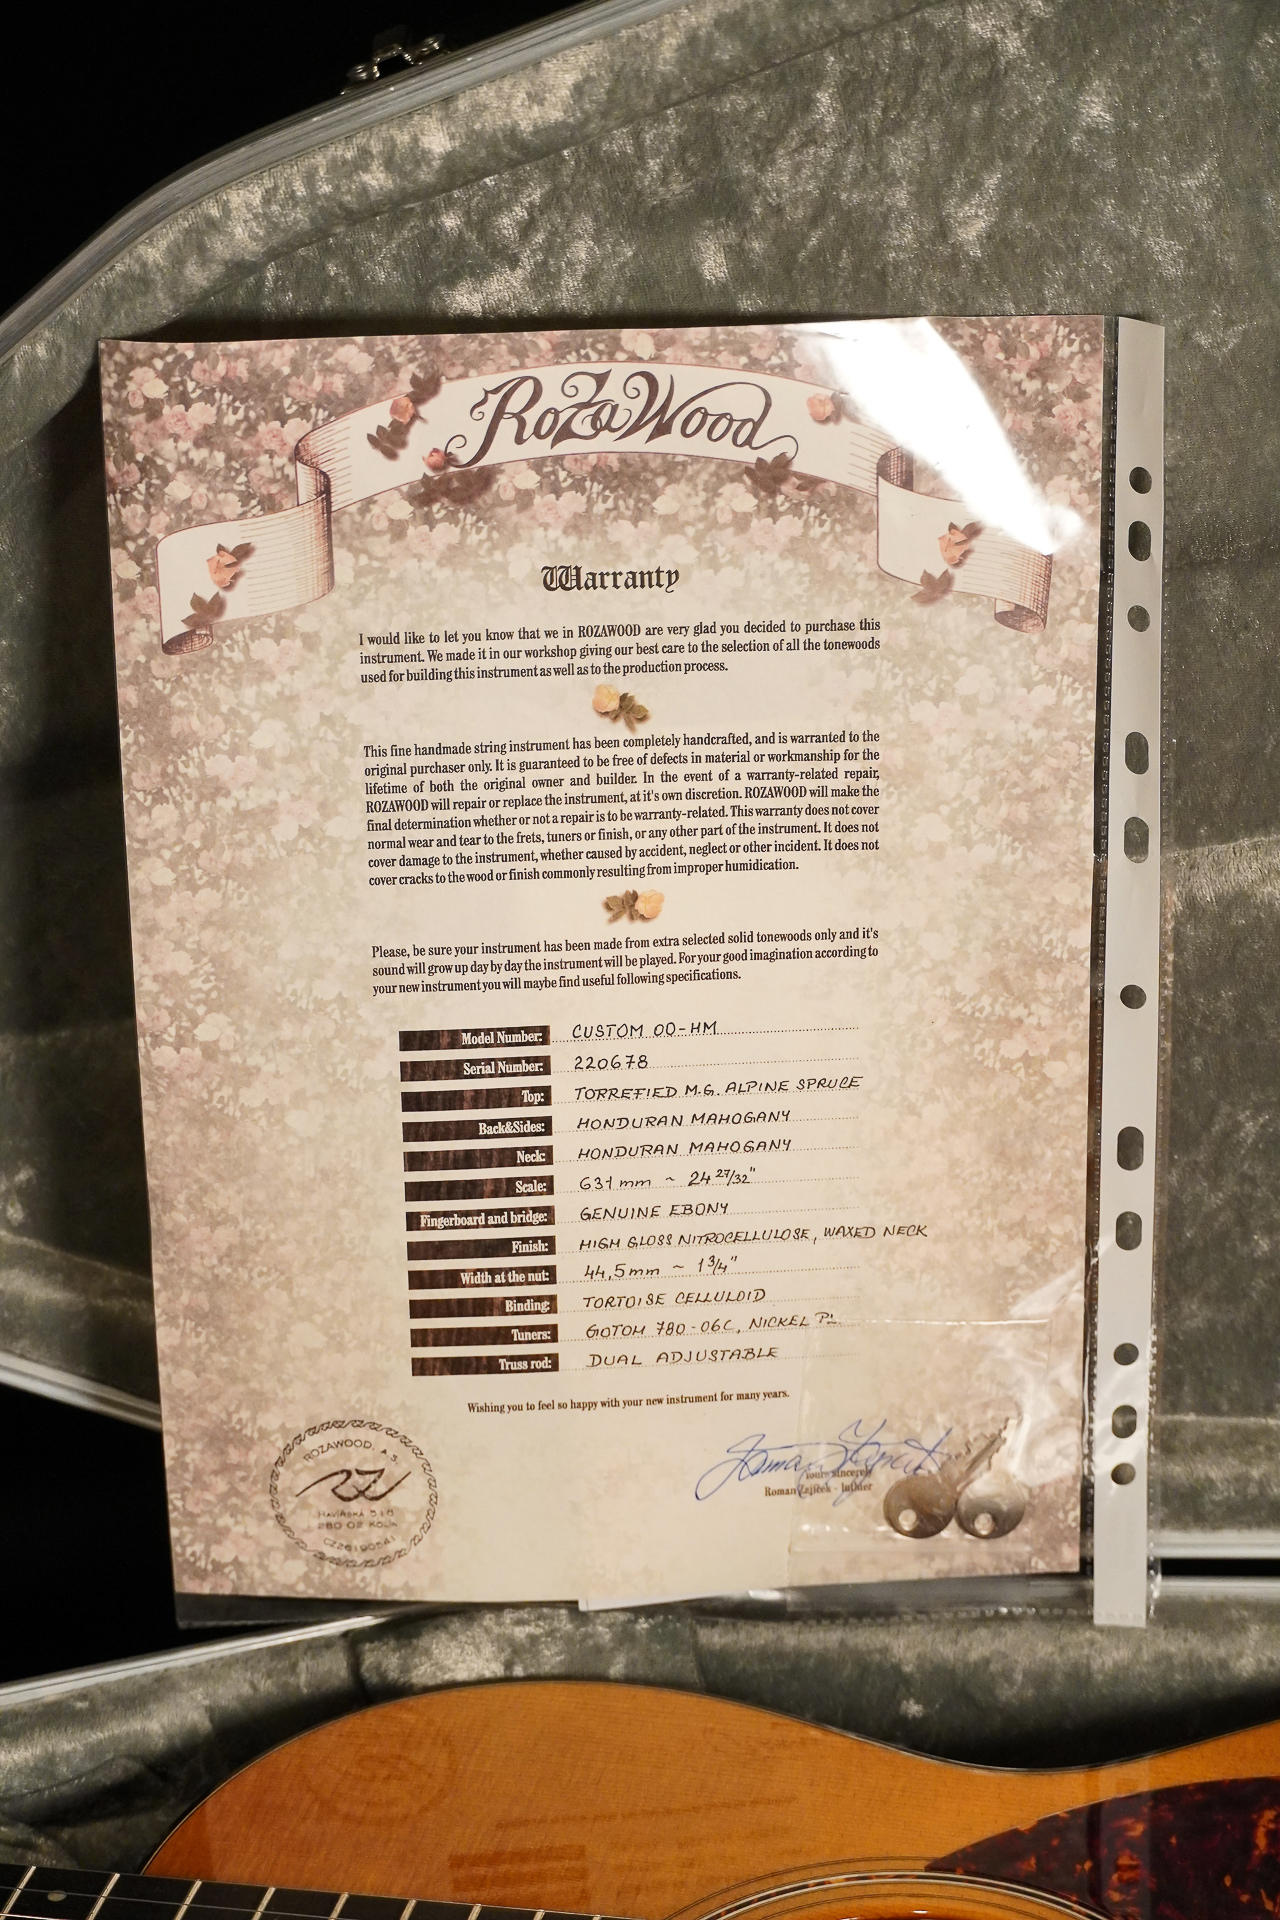 RoZaWood
Warranty
I would like to let you know that we in ROZAWOOD are very glad you decided to purchase this
instrument. We made it in our workshop giving our best care to the selection of all the tonewoods
used for building this instrument as well as to the production process.
This fine handmade string instrument has been completely handcrafted, and is warranted to the
original purchaser only. It is guaranteed to be free of defects in material or workmanship for the
lifetime of both the original owner and builder. In the event of a warranty-related repair,
ROZAWOOD will repair or replace the instrument, at it's own discretion. ROZAWOOD will make the
final determination whether or not a repair is to be warranty-related. This warranty does not cover
normal wear and tear to the frets, tuners or finish, or any other part of the instrument. It does not
cover damage to the instrument, whether caused by accident, neglect or other incident. It does not
cover cracks to the wood or finish commonly resulting from improper humidication.
Please, be sure your instrument has been made from extra selected solid tonewoods only and it's
sound will grow up day by day the instrument will be played. For your good imagination according to
your new instrument you will maybe find useful following specifications.
Model Number: CUSTOM 00-HM
Serial Number: 220678
Top: TORREFIED M.G. ALPINE SPRUCE
Back&Sides: HONDURAN MAHOGANY
Neck: HONDURAN MAHOGANY
Scale: 631 mm ~ 24 27/32"
Fingerboard and bridge: GENUINE EBONY
Finish: HIGH GLOSS NITROCELLULOSE, WAXED NECK
Width at the nut: 44,5mm ~ 1 3/4"
Binding: TORTOISE CELLULOID
Tuners: GOTOH 780-06C, NICKEL PL.
Truss rod: DUAL ADJUSTABLE
Wishing you to feel so happy with your new instrument for many years.
ROZAWOOD, A.S.
RZ
HAVÍŘSKÁ 518
280 02 KOLÍN
CZ26190541
Yours sincerely
Roman Zajíček - luthier